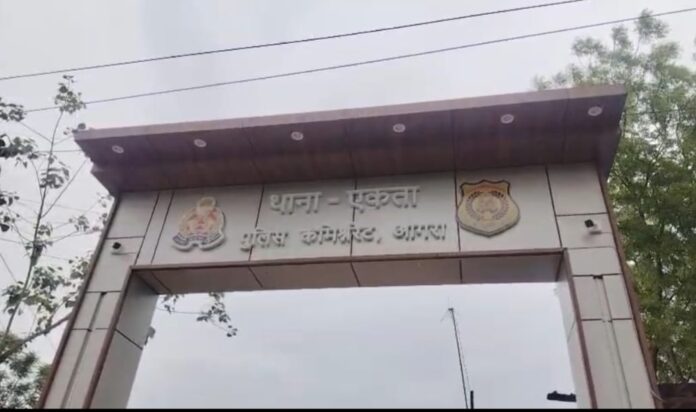 थाना - एकता
पुलिस कमिश्नरेट, आगरा